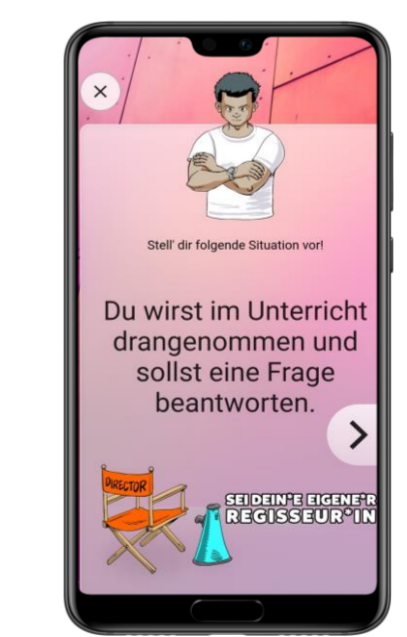 Stell' dir folgende Situation vor!
Du wirst im Unterricht
drangenommen und
sollst eine Frage
beantworten.
DIRECTOR
SEI DEIN*E EIGENE*R
REGISSEUR*IN